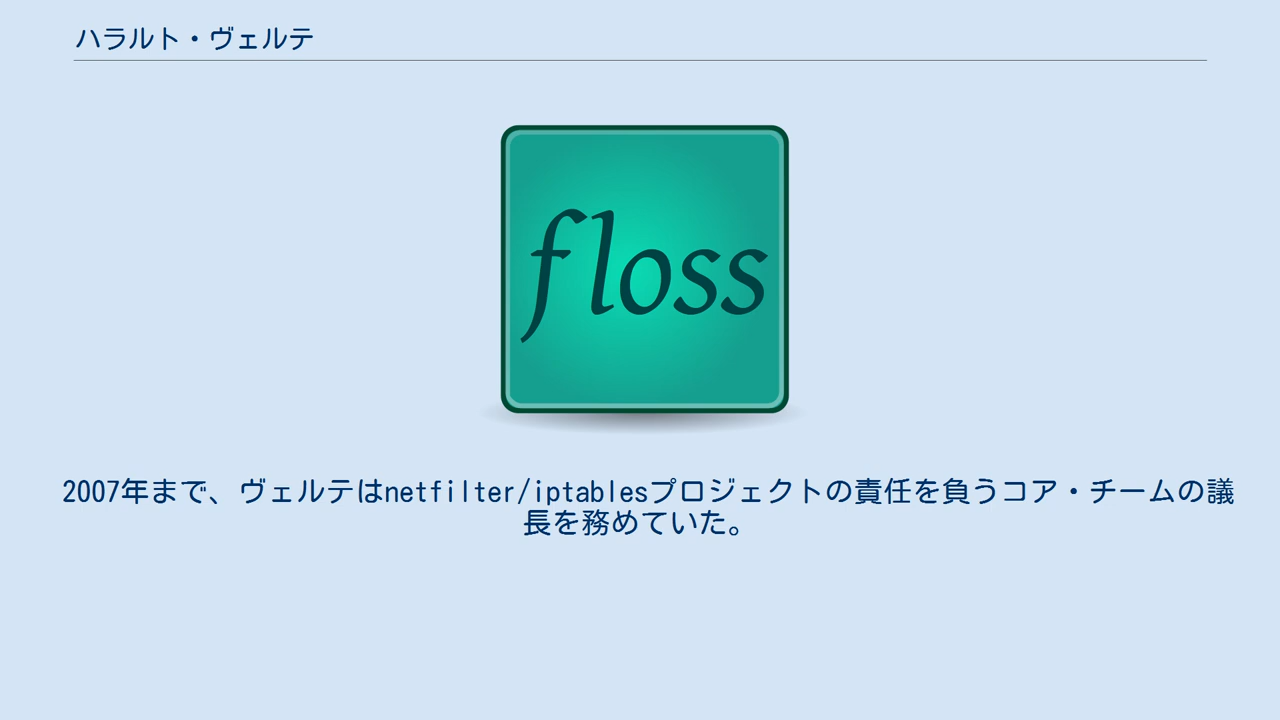 ハラルト・ヴェルテ
floss
2007年まで、ヴェルテはnetfilter/iptablesプロジェクトの責任を負うコア・チームの議
長を務めていた。